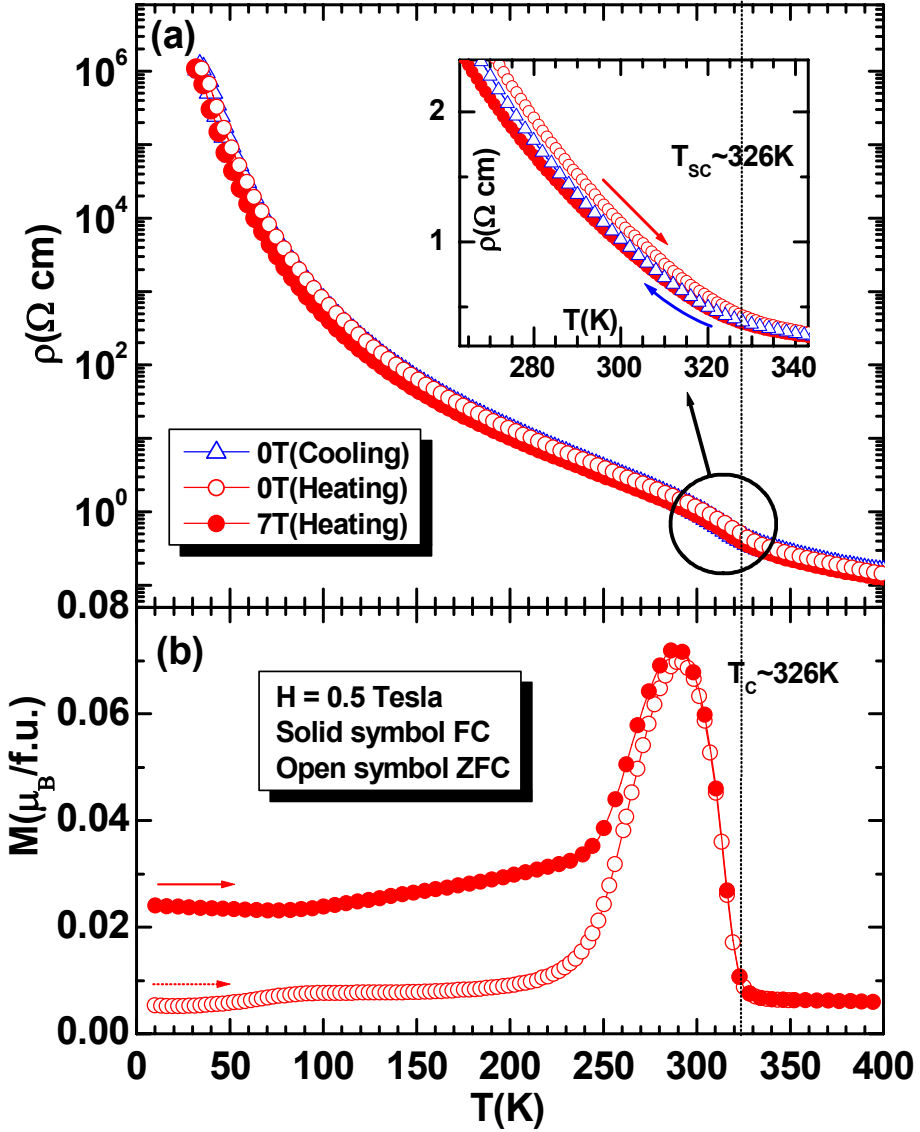 (a)
10^6
10^4
10^2
10^0
ρ(Ω cm)
2
1
ρ(Ω cm)
T_SC~326K
T(K)
280 300 320 340
0T(Cooling)
0T(Heating)
7T(Heating)
(b)
0.08
0.06
0.04
0.02
0.00
M(μ_B/f.u.)
H = 0.5 Tesla
Solid symbol FC
Open symbol ZFC
T_C~326K
0 50 100 150 200 250 300 350 400
T(K)